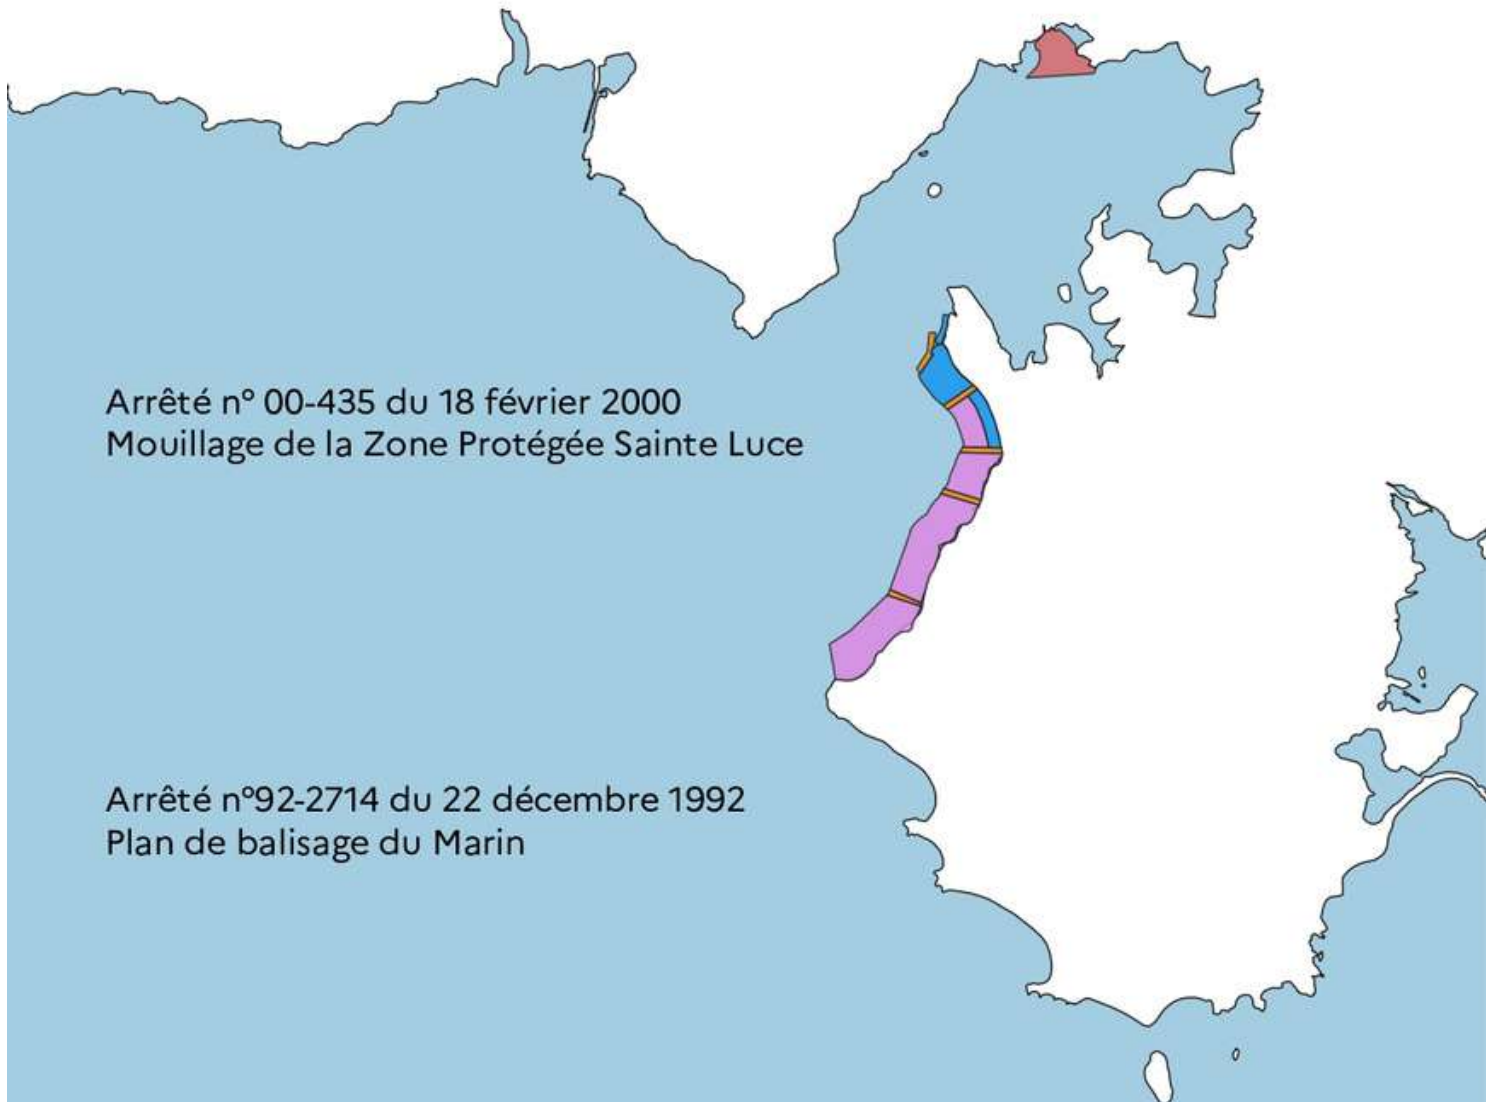 Arrêté n° 00-435 du 18 février 2000
Mouillage de la Zone Protégée Sainte Luce
Arrêté n°92-2714 du 22 décembre 1992
Plan de balisage du Marin